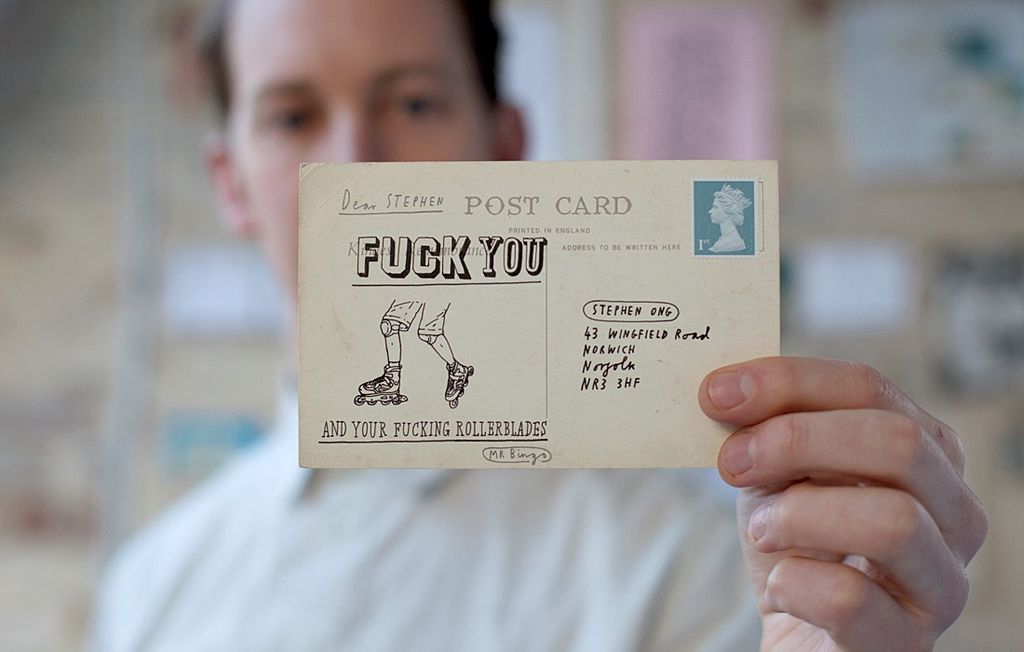 Dear STEPHEN
POST CARD
PRINTED IN ENGLAND
ADDRESS TO BE WRITTEN HERE
FUCK YOU
AND YOUR FUCKING ROLLERBLADES
MR Bingo
1st
STEPHEN ONG
43 WINGFIELD Road
NORWICH
Norfolk
NR3 3HF